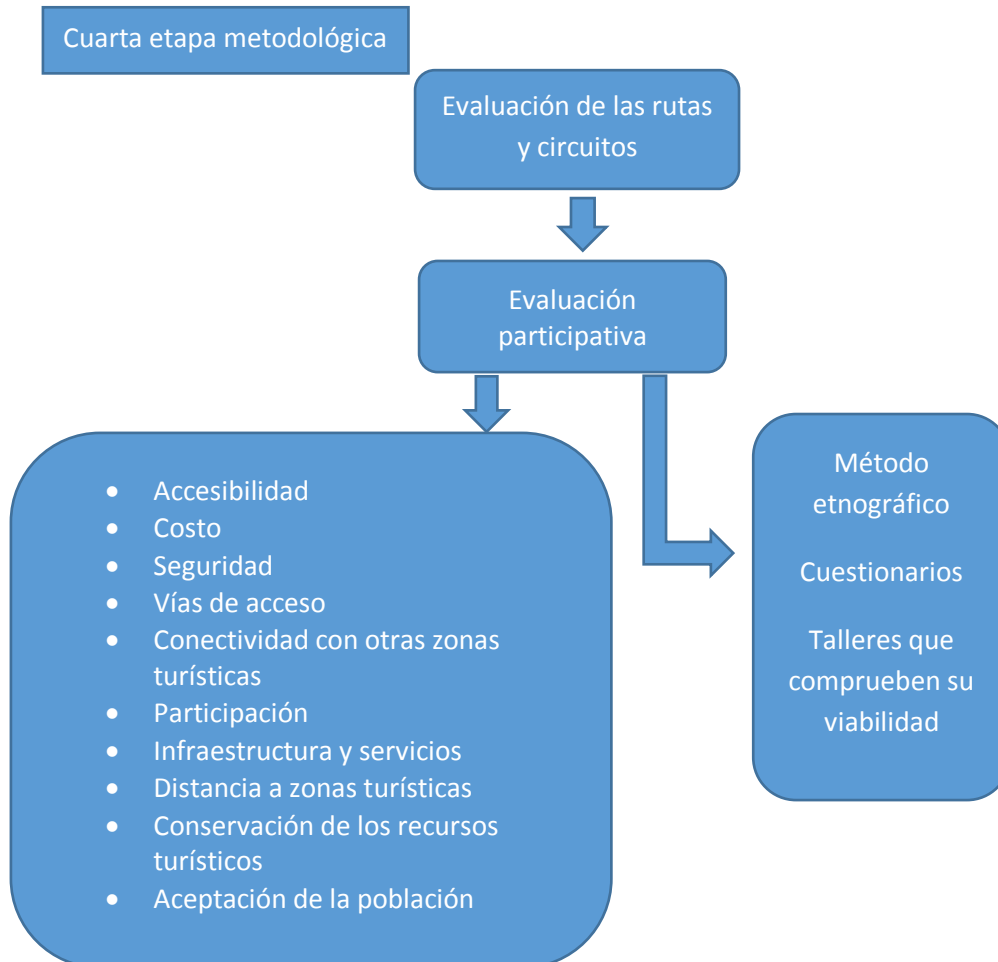 Cuarta etapa metodológica
Evaluación de las rutas
y circuitos
Evaluación
participativa
• Accesibilidad
• Costo
• Seguridad
• Vías de acceso
• Conectividad con otras zonas
turísticas
• Participación
• Infraestructura y servicios
• Distancia a zonas turísticas
• Conservación de los recursos
turísticos
• Aceptación de la población
Método
etnográfico
Cuestionarios
Talleres que
comprueben su
viabilidad